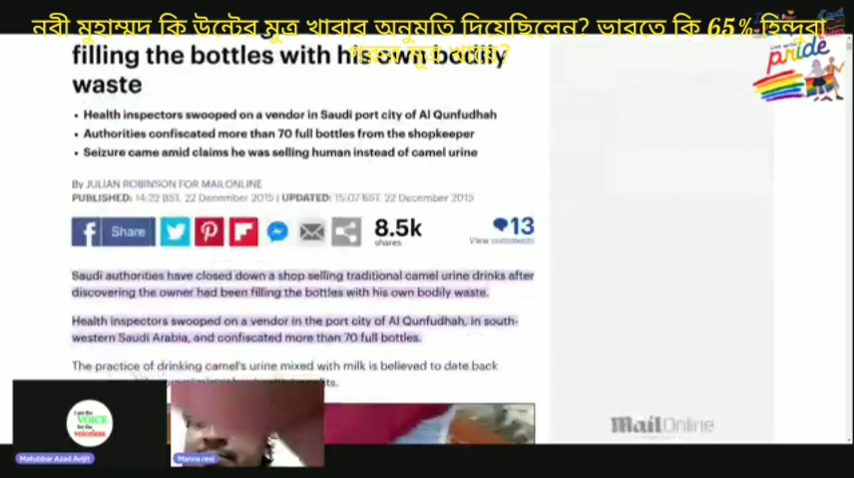 নবী মুহাম্মদ কি উন্টের মুত্র খাবার অনুমতি দিয়েছিলেন? ভারতে কি 65% হিন্দুরা
pride
filling the bottles with his own bodily
waste
• Health inspectors swooped on a vendor in Saudi port city of Al Qunfudhah
• Authorities confiscated more than 70 full bottles from the shopkeeper
• Seizure came amid claims he was selling human instead of camel urine
By JULIAN ROBINSON FOR MAILONLINE
PUBLISHED: 14:22 BST, 22 December 2015 | UPDATED: 15:07 BST, 22 December 2015
Share
8.5k
shares
13
View comments
Saudi authorities have closed down a shop selling traditional camel urine drinks after
discovering the owner had been filling the bottles with his own bodily waste.
Health inspectors swooped on a vendor in the port city of Al Qunfudhah, in south-
western Saudi Arabia, and confiscated more than 70 full bottles.
The practice of drinking camel's urine mixed with milk is believed to date back
I am the
VOICE
for the
voiceless
Matubbar Azad Avijit
MailOnline